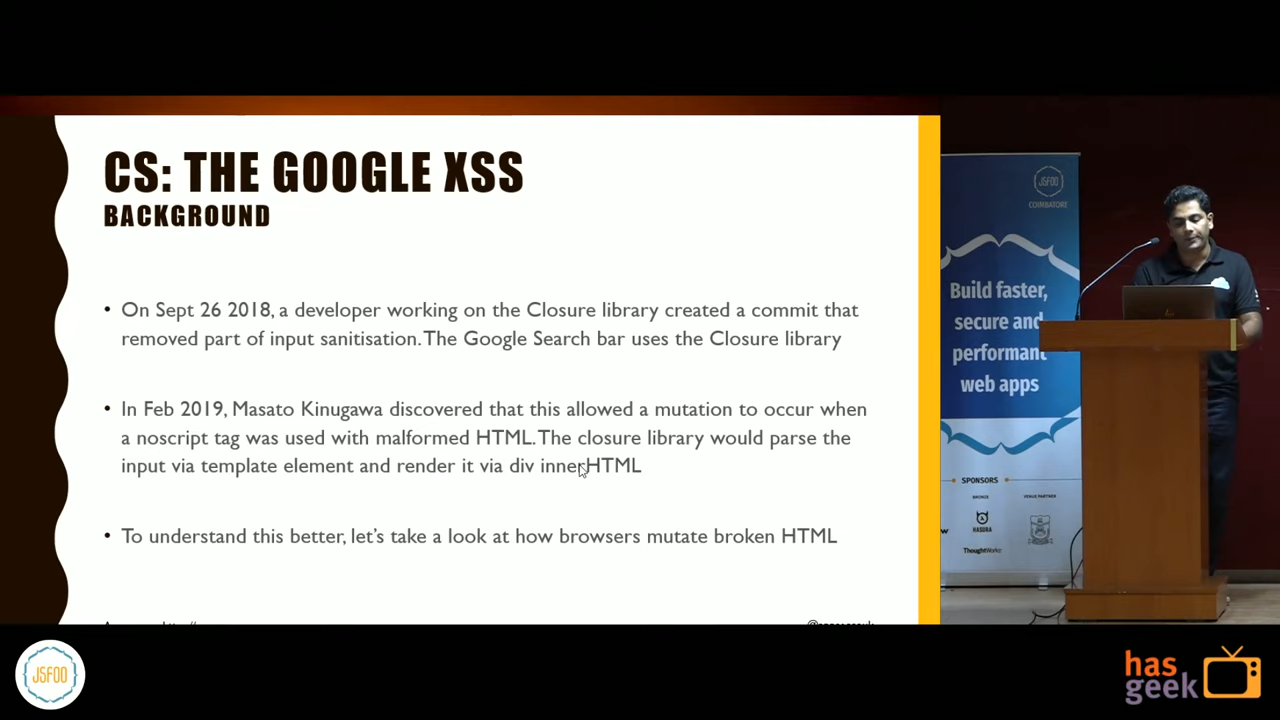 CS: THE GOOGLE XSS
BACKGROUND
• On Sept 26 2018, a developer working on the Closure library created a commit that
removed part of input sanitisation. The Google Search bar uses the Closure library
• In Feb 2019, Masato Kinugawa discovered that this allowed a mutation to occur when
a noscript tag was used with malformed HTML. The closure library would parse the
input via template element and render it via div innerHTML
• To understand this better, let's take a look at how browsers mutate broken HTML
JSFOO
COIMBATORE
Build faster,
secure and
performant
web apps
SPONSORS
BRONZE
VENUE PARTNER
HASURA
ThoughtWorks
JSFOO
has
geek